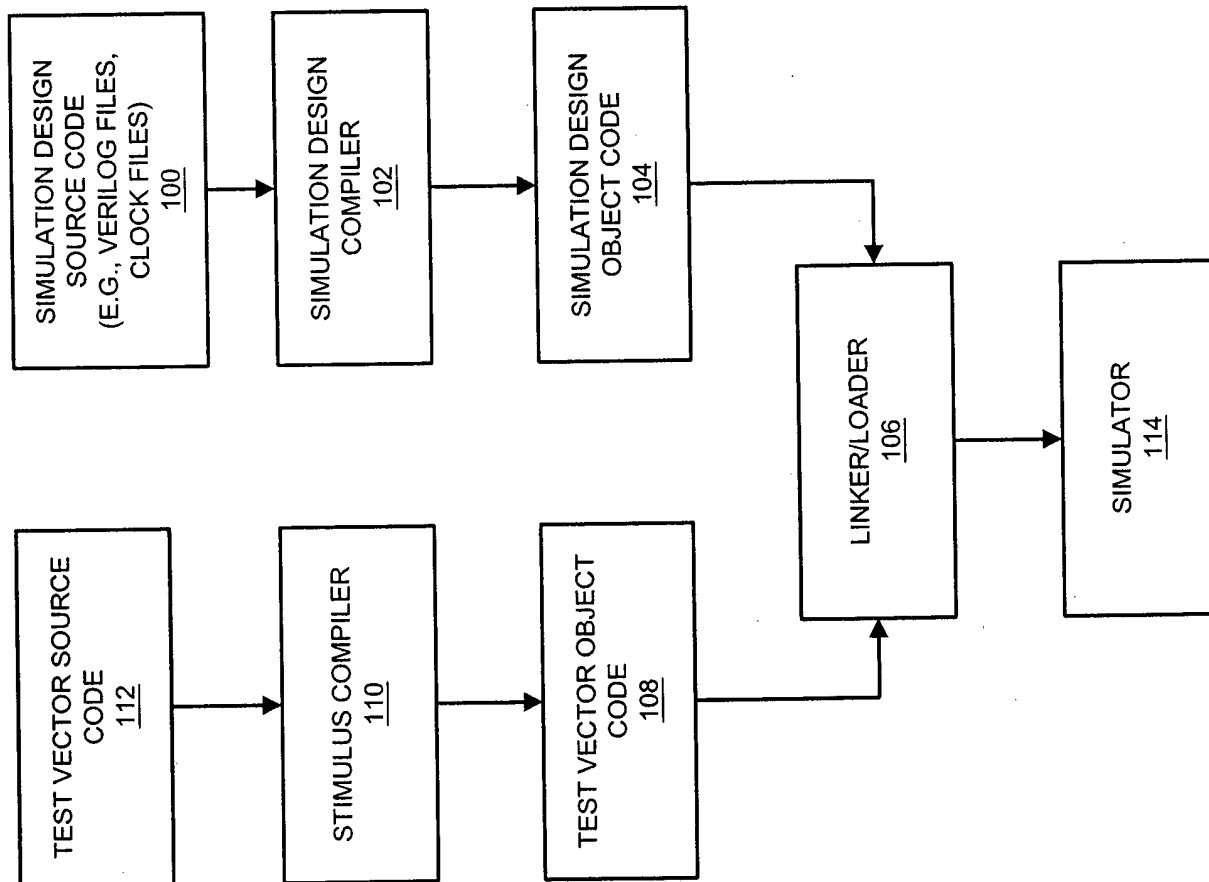 SIMULATION DESIGN
SOURCE CODE
(E.G., VERILOG FILES,
CLOCK FILES)
100
SIMULATION DESIGN
COMPILER
102
SIMULATION DESIGN
OBJECT CODE
104
TEST VECTOR SOURCE
CODE
112
STIMULUS COMPILER
110
TEST VECTOR OBJECT
CODE
108
LINKER/LOADER
106
SIMULATOR
114